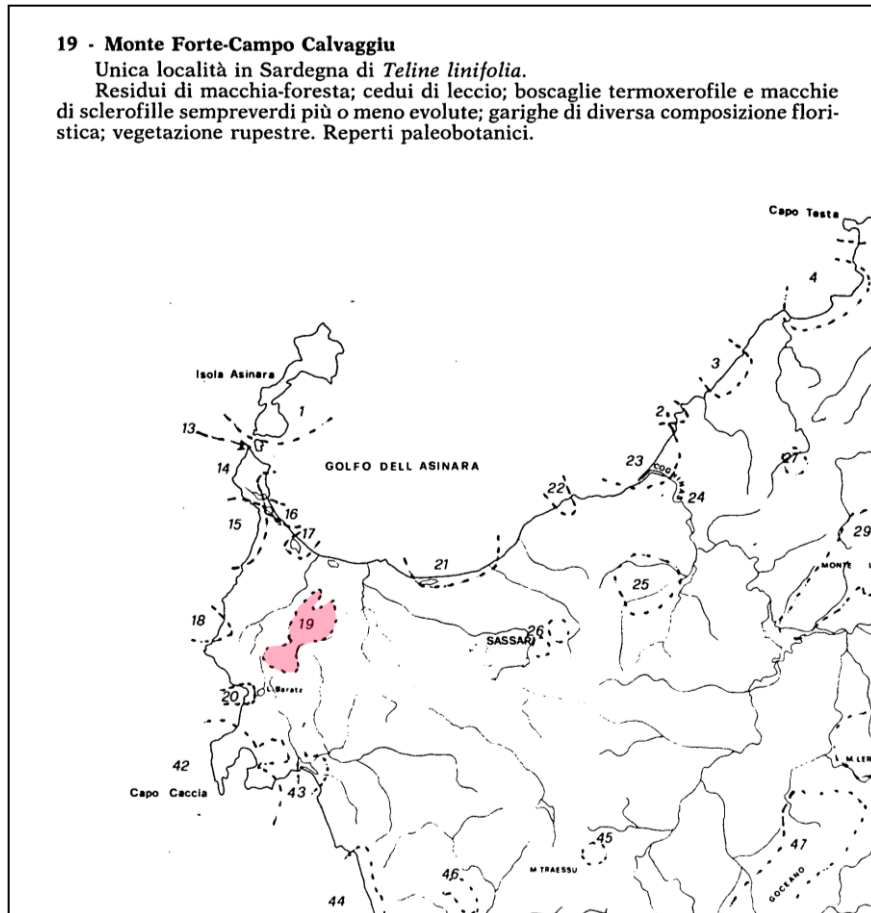 19 - Monte Forte-Campo Calvaggiu
Unica località in Sardegna di Teline linifolia.
Residui di macchia-foresta; cedui di leccio; boscaglie termoxerofile e macchie
di sclerofille sempreverdi più o meno evolute; garighe di diversa composizione flori-
stica; vegetazione rupestre. Reperti paleobotanici.
Capo Testa
4
3
Isola Asinara
1
2
13
14
GOLFO DELL ASINARA
23
27
22
24
15
16
17
29
21
MONTE
25
18
19
26
SASSARI
20
L. Baratz
42
M. LER
Capo Caccia
43
45
47
M TRAESSU
46
GOCEANO
44